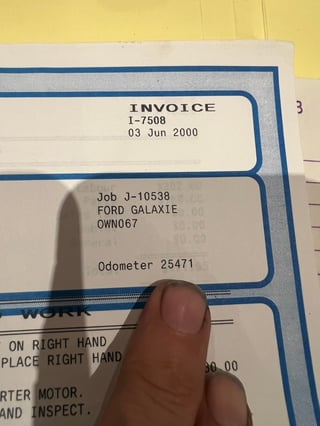 INVOICE
I-7508
03 Jun 2000
Job J-10538
FORD GALAXIE
OWN067
Odometer 25471
WORK
ON RIGHT HAND
PLACE RIGHT HAND
00
RTER MOTOR.
AND INSPECT.